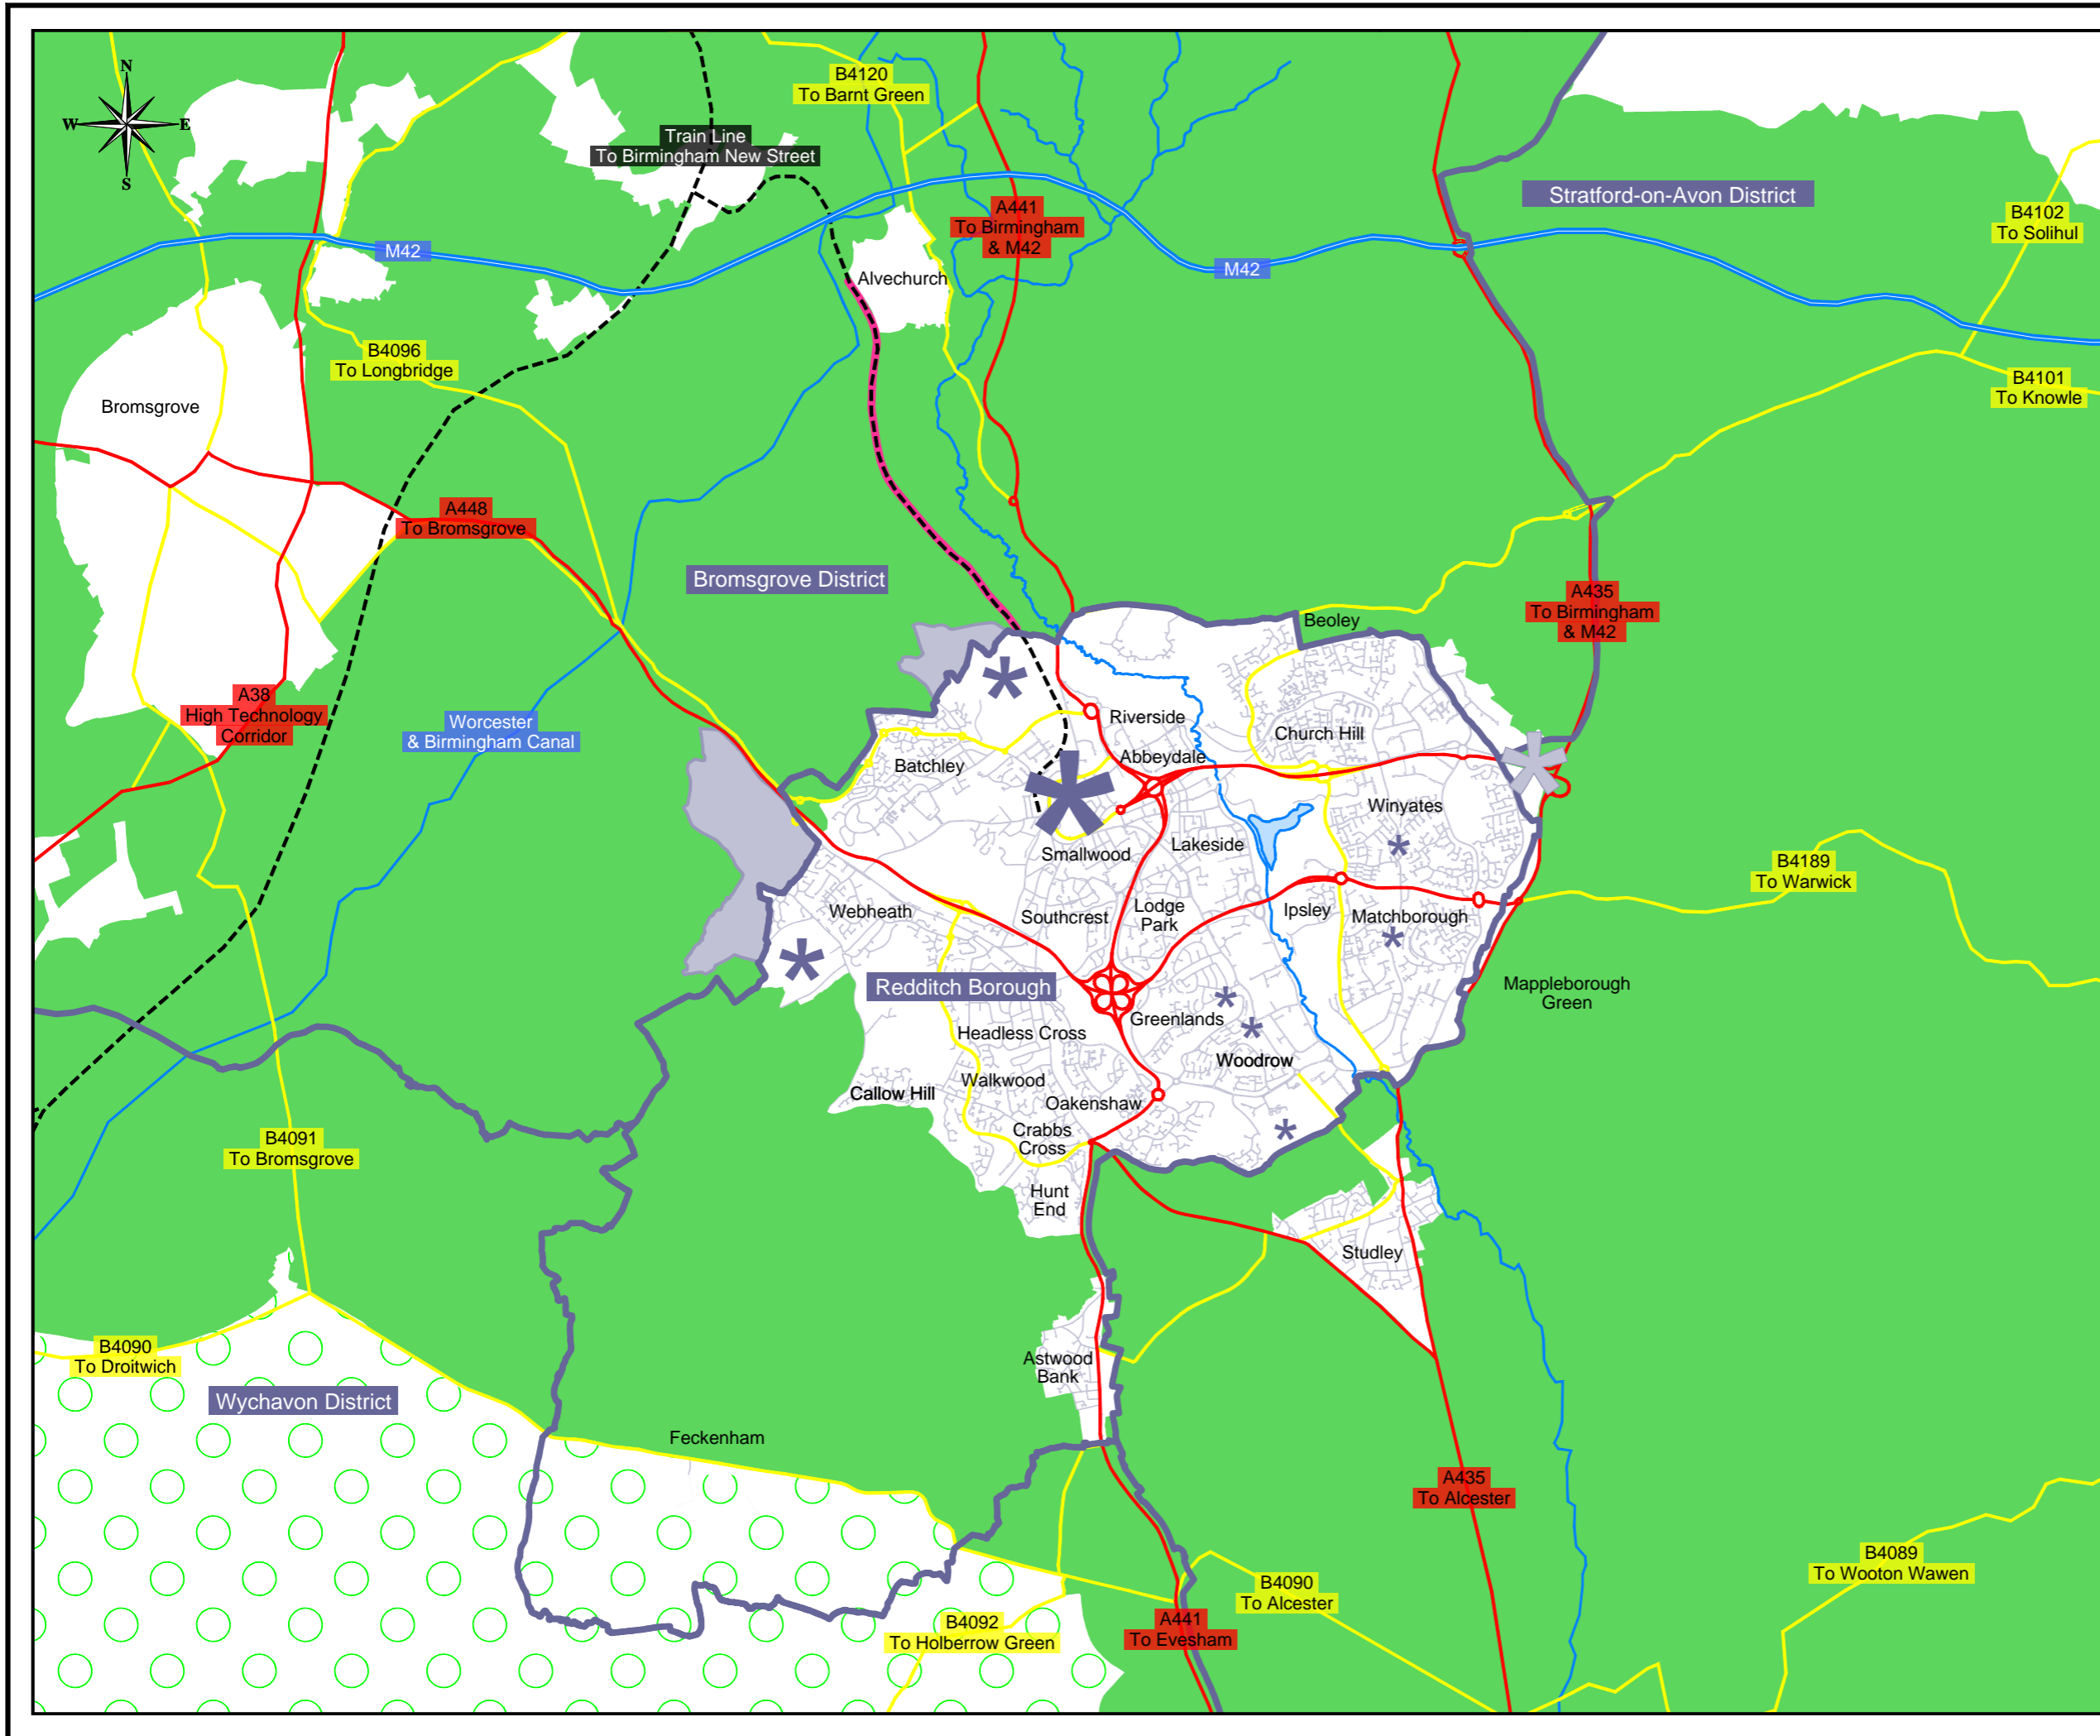 N
W
E
S
B4120
To Barnt Green
Train Line
To Birmingham New Street
Stratford-on-Avon District
A441
To Birmingham
& M42
B4102
To Solihul
M42
M42
Alvechurch
B4096
To Longbridge
B4101
To Knowle
Bromsgrove
A448
To Bromsgrove
Bromsgrove District
A435
To Birmingham
& M42
Beoley
A38
High Technology
Corridor
Worcester
& Birmingham Canal
Riverside
Church Hill
Abbeydale
Batchley
Winyates
Smallwood
Lakeside
B4189
To Warwick
Webheath
Southcrest
Lodge
Park
Ipsley
Matchborough
Redditch Borough
Mappleborough
Green
Greenlands
Headless Cross
Woodrow
Walkwood
Callow Hill
Oakenshaw
Crabbs
Cross
B4091
To Bromsgrove
Hunt
End
Studley
B4090
To Droitwich
Astwood
Bank
Wychavon District
Feckenham
A435
To Alcester
B4089
To Wooton Wawen
B4090
To Alcester
B4092
To Holberrow Green
A441
To Evesham